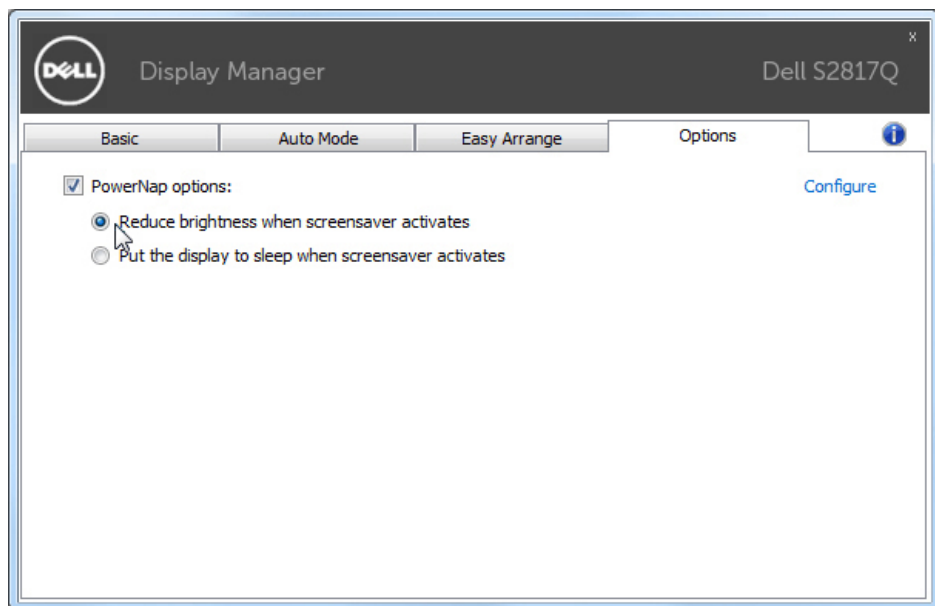 x
DELL Display Manager Dell S2817Q
Basic Auto Mode Easy Arrange Options i
PowerNap options: Configure
Reduce brightness when screensaver activates
Put the display to sleep when screensaver activates